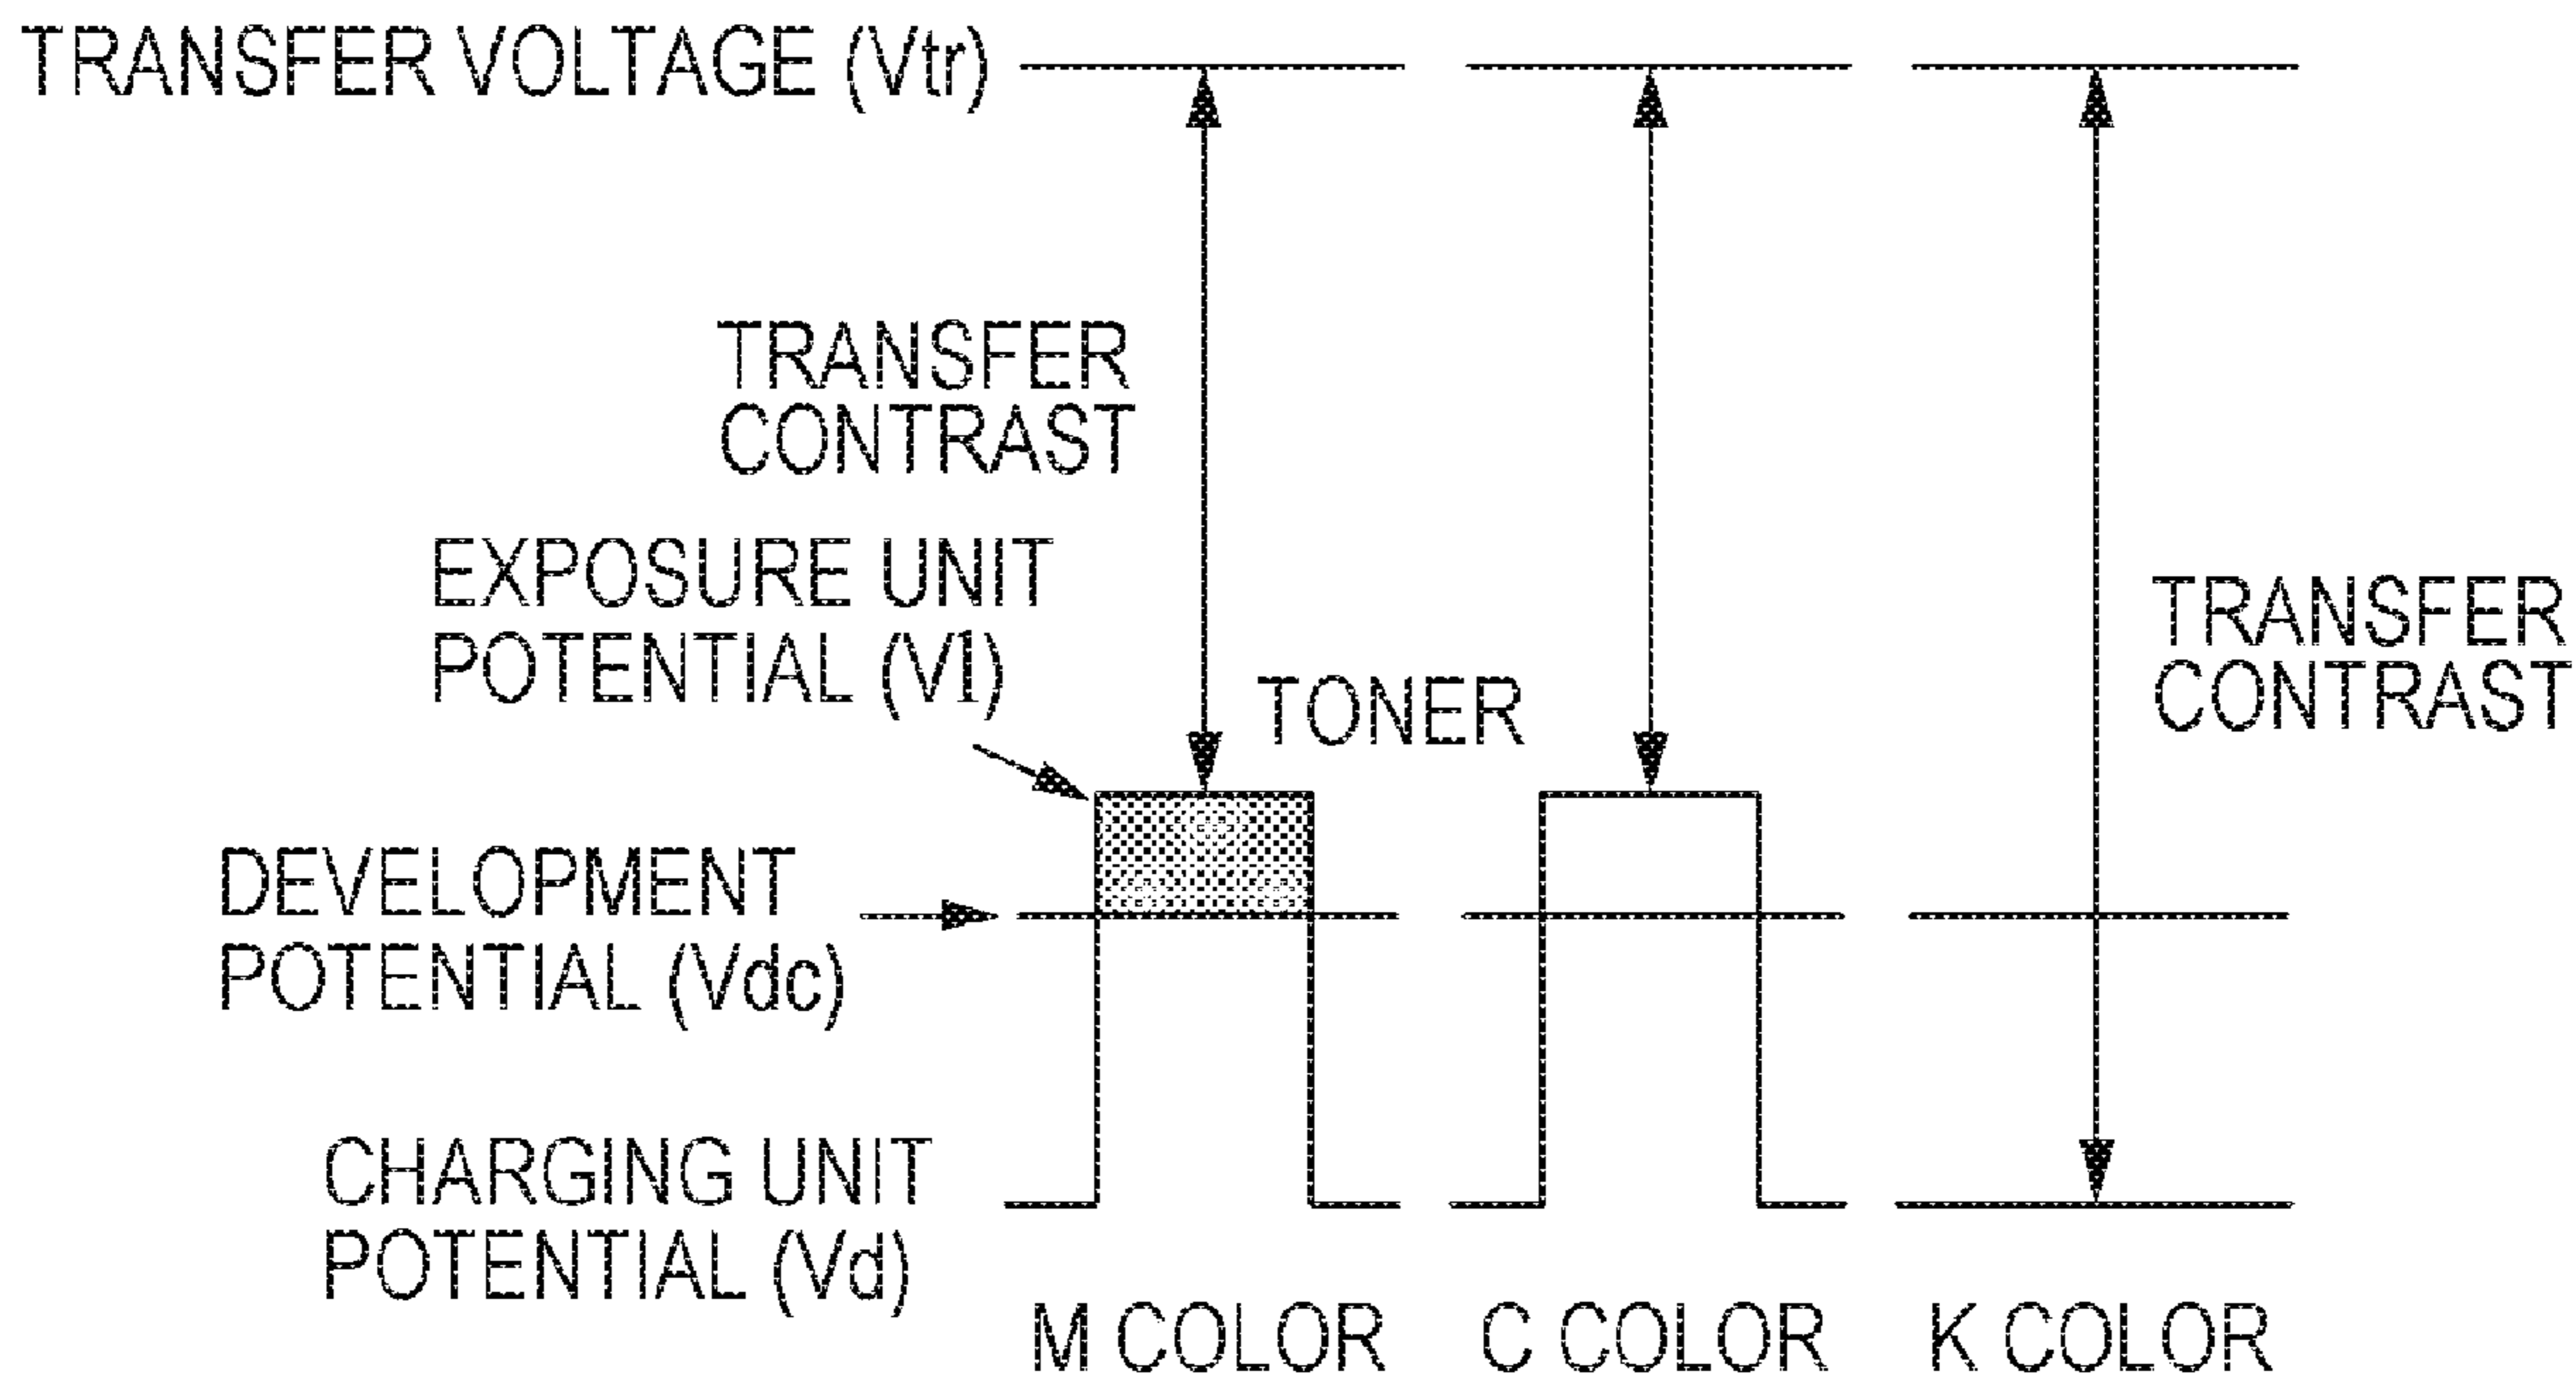 TRANSFER VOLTAGE (Vtr)
TRANSFER
CONTRAST
EXPOSURE UNIT
POTENTIAL (Vl)
TONER
TRANSFER
CONTRAST
DEVELOPMENT
POTENTIAL (Vdc)
CHARGING UNIT
POTENTIAL (Vd)
M COLOR
C COLOR
K COLOR